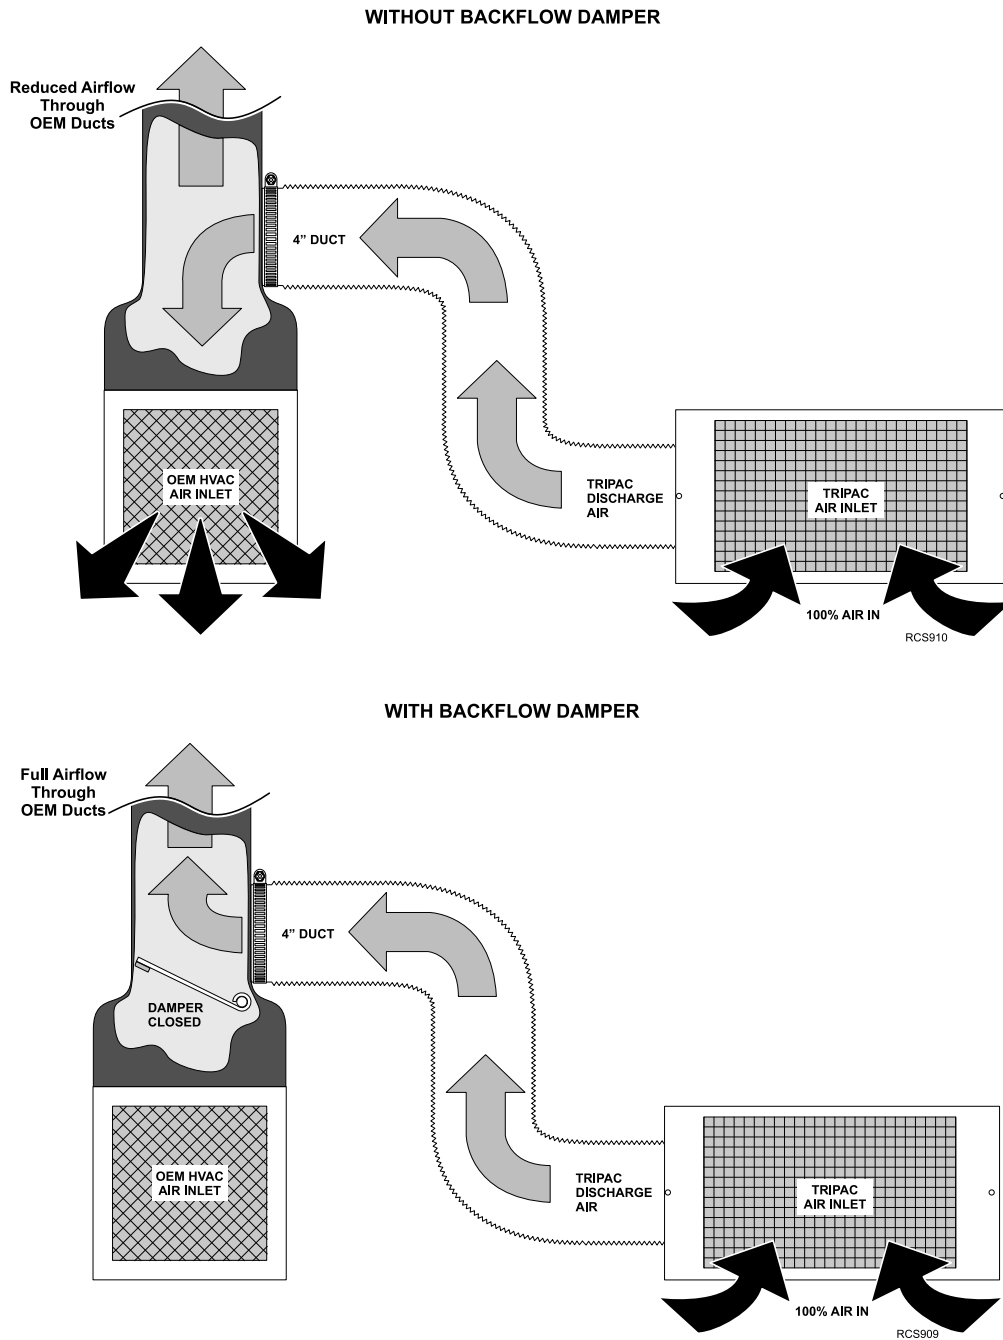 WITHOUT BACKFLOW DAMPER
Reduced Airflow
Through
OEM Ducts
4” DUCT
OEM HVAC
AIR INLET
TRIPAC
DISCHARGE
AIR
TRIPAC
AIR INLET
100% AIR IN
RCS910
WITH BACKFLOW DAMPER
Full Airflow
Through
OEM Ducts
4” DUCT
DAMPER
CLOSED
OEM HVAC
AIR INLET
TRIPAC
DISCHARGE
AIR
TRIPAC
AIR INLET
100% AIR IN
RCS909